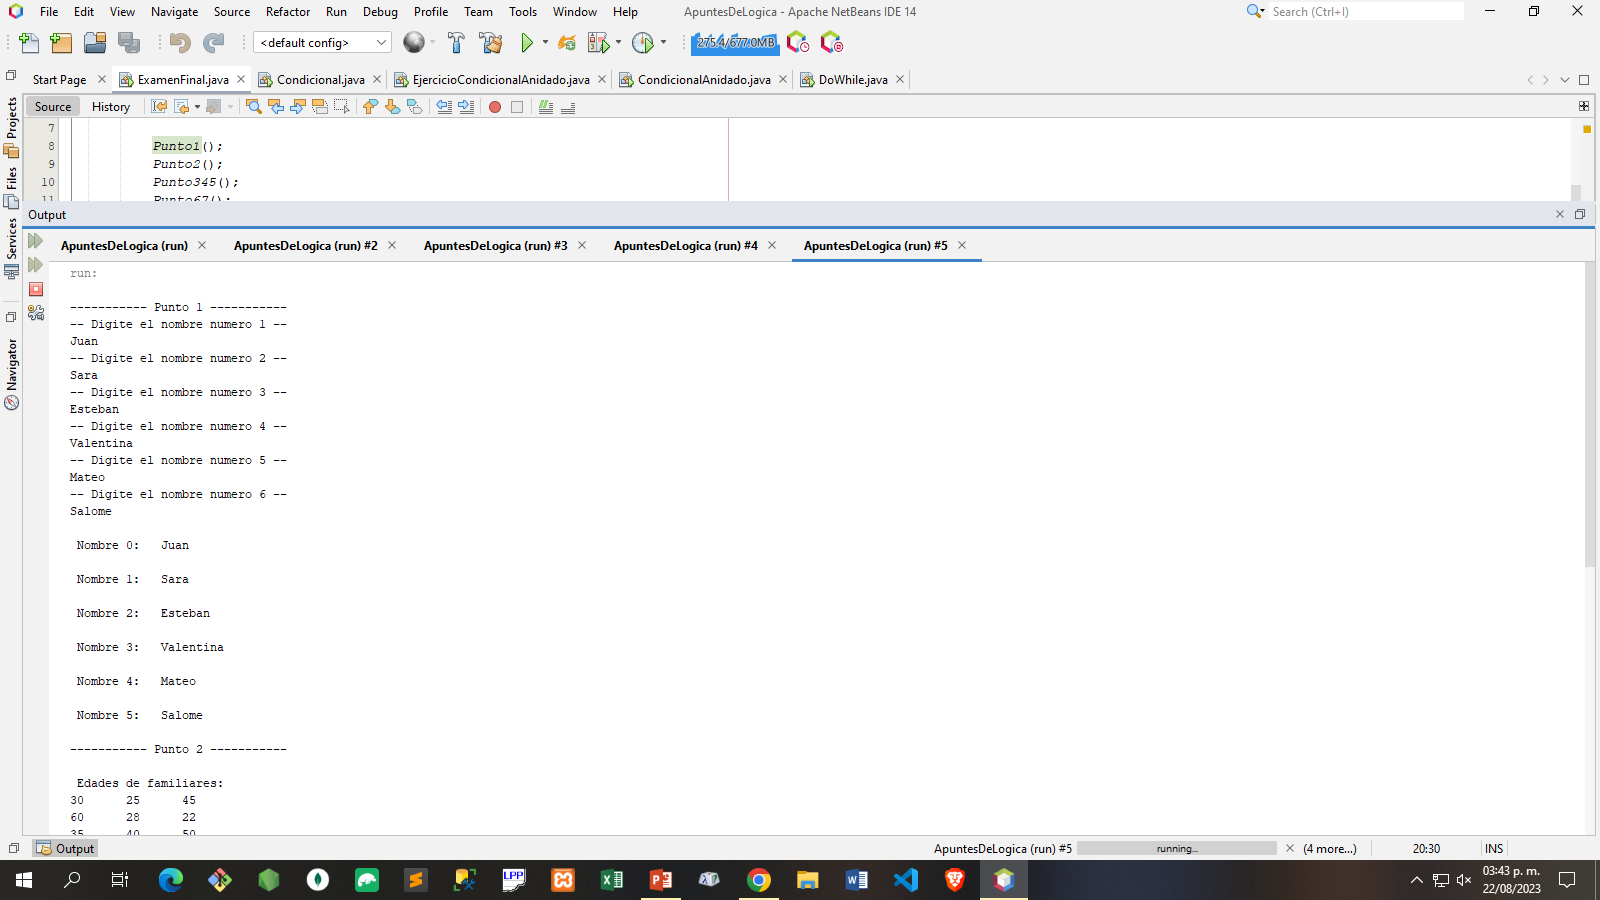 File Edit View Navigate Source Refactor Run Debug Profile Team Tools Window Help ApuntesDeLogica - Apache NetBeans IDE 14 Search (Ctrl+I)
<default config> 275.4/677.0MB
Start Page ExamenFinal.java Condicional.java EjercicioCondicionalAnidado.java CondicionalAnidado.java DoWhile.java
Source History
Projects
Files
Services
Navigator
7
8 Punto1();
9 Punto2();
10 Punto345();
11 Punto67();
Output
ApuntesDeLogica (run) ApuntesDeLogica (run) #2 ApuntesDeLogica (run) #3 ApuntesDeLogica (run) #4 ApuntesDeLogica (run) #5
run:
----------- Punto 1 -----------
-- Digite el nombre numero 1 --
Juan
-- Digite el nombre numero 2 --
Sara
-- Digite el nombre numero 3 --
Esteban
-- Digite el nombre numero 4 --
Valentina
-- Digite el nombre numero 5 --
Mateo
-- Digite el nombre numero 6 --
Salome
Nombre 0: Juan
Nombre 1: Sara
Nombre 2: Esteban
Nombre 3: Valentina
Nombre 4: Mateo
Nombre 5: Salome
----------- Punto 2 -----------
Edades de familiares:
30 25 45
60 28 22
35 40 50
Output ApuntesDeLogica (run) #5 running... (4 more...) 20:30 INS
LPP
03:43 p. m.
22/08/2023